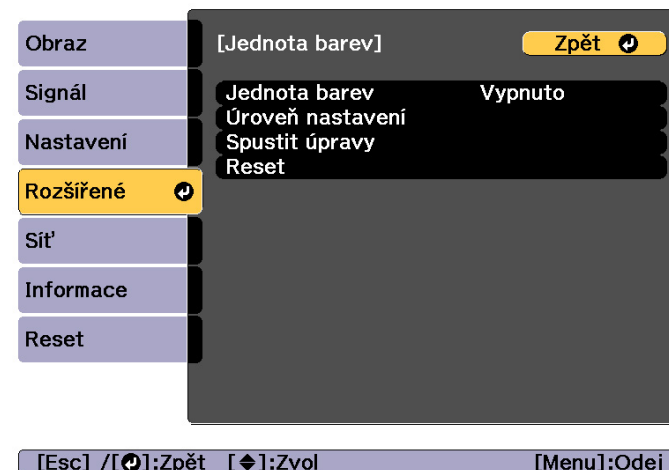 Obraz
Signál
Nastavení
Rozšířené
Síť
Informace
Reset
[Jednota barev]
Zpět
Jednota barev Vypnuto
Úroveň nastavení
Spustit úpravy
Reset
[Esc] /[ ]:Zpět [ ]:Zvol [Menu]:Odej